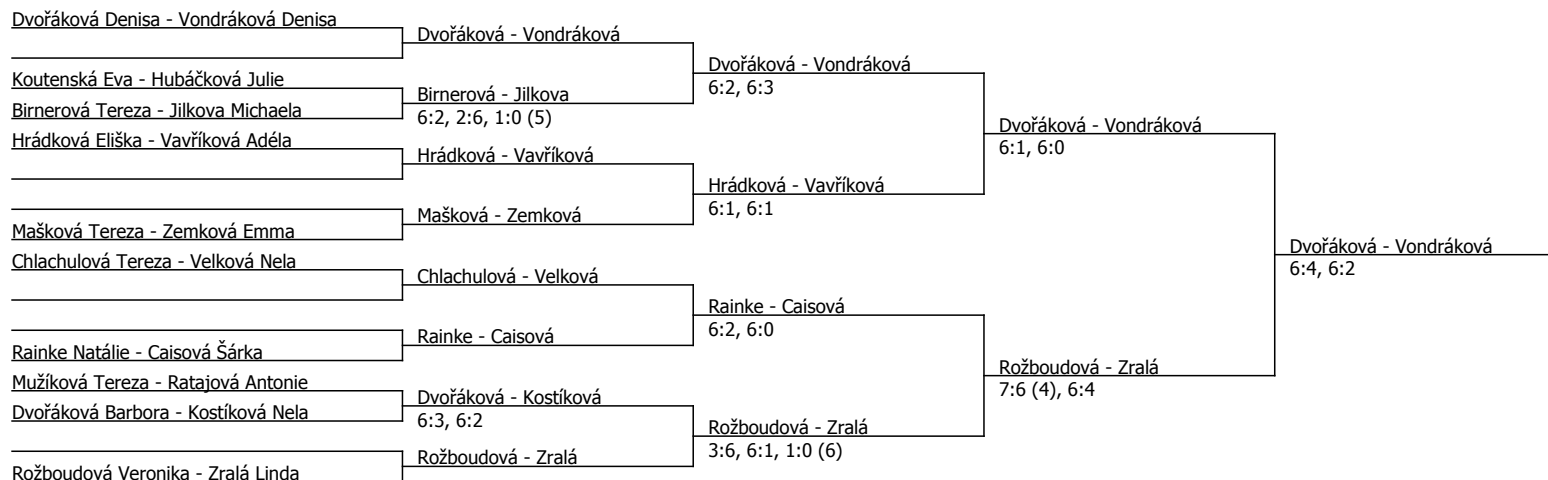 Dvořáková Denisa - Vondráková Denisa
Koutenská Eva - Hubáčková Julie
Birnerová Tereza - Jilkova Michaela
Hrádková Eliška - Vavříková Adéla
Mašková Tereza - Zemková Emma
Chlachulová Tereza - Velková Nela
Rainke Natálie - Caisová Šárka
Mužíková Tereza - Ratajová Antonie
Dvořáková Barbora - Kostíková Nela
Rožboudová Veronika - Zralá Linda
Dvořáková - Vondráková
Birnerová - Jilkova
6:2, 2:6, 1:0 (5)
Hrádková - Vavříková
Mašková - Zemková
Chlachulová - Velková
Rainke - Caisová
Dvořáková - Kostíková
6:3, 6:2
Rožboudová - Zralá
Dvořáková - Vondráková
6:2, 6:3
Hrádková - Vavříková
6:1, 6:1
Rainke - Caisová
6:2, 6:0
Rožboudová - Zralá
3:6, 6:1, 1:0 (6)
Dvořáková - Vondráková
6:1, 6:0
Rožboudová - Zralá
7:6 (4), 6:4
Dvořáková - Vondráková
6:4, 6:2